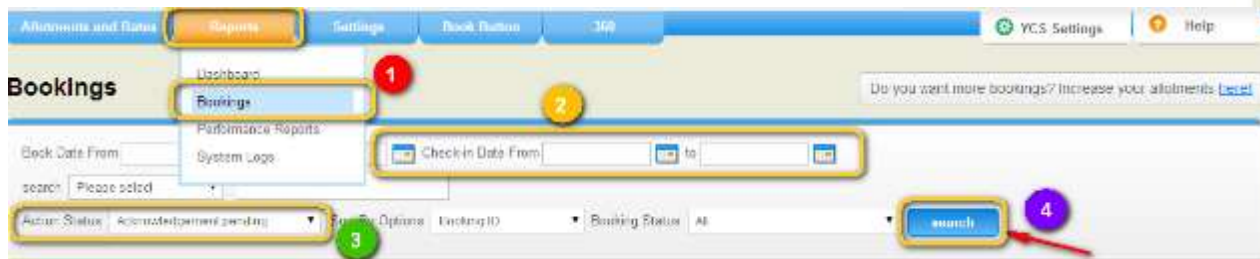 Allotments and Rates Reports Settings Book Button 360 YCS Settings Help
Dashboard
1
Bookings
Bookings
Do you want more bookings? Increase your allotments here!
2
Performance Reports
Book Date From
System Logs
Check-in Date From to
search Please select
Action Status Acknowledgement pending Sort By Options Booking ID Booking Status All search
3
4